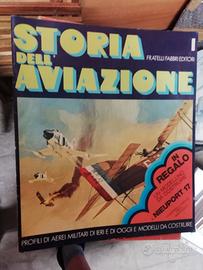 STORIA
DELL'
AVIAZIONE
FRATELLI FABBRI EDITORI
IN
REGALO
NIEUPORT 17
PROFILI DI AEREI MILITARI DI IERI E DI OGGI E MODELLI DA COSTRUIRE